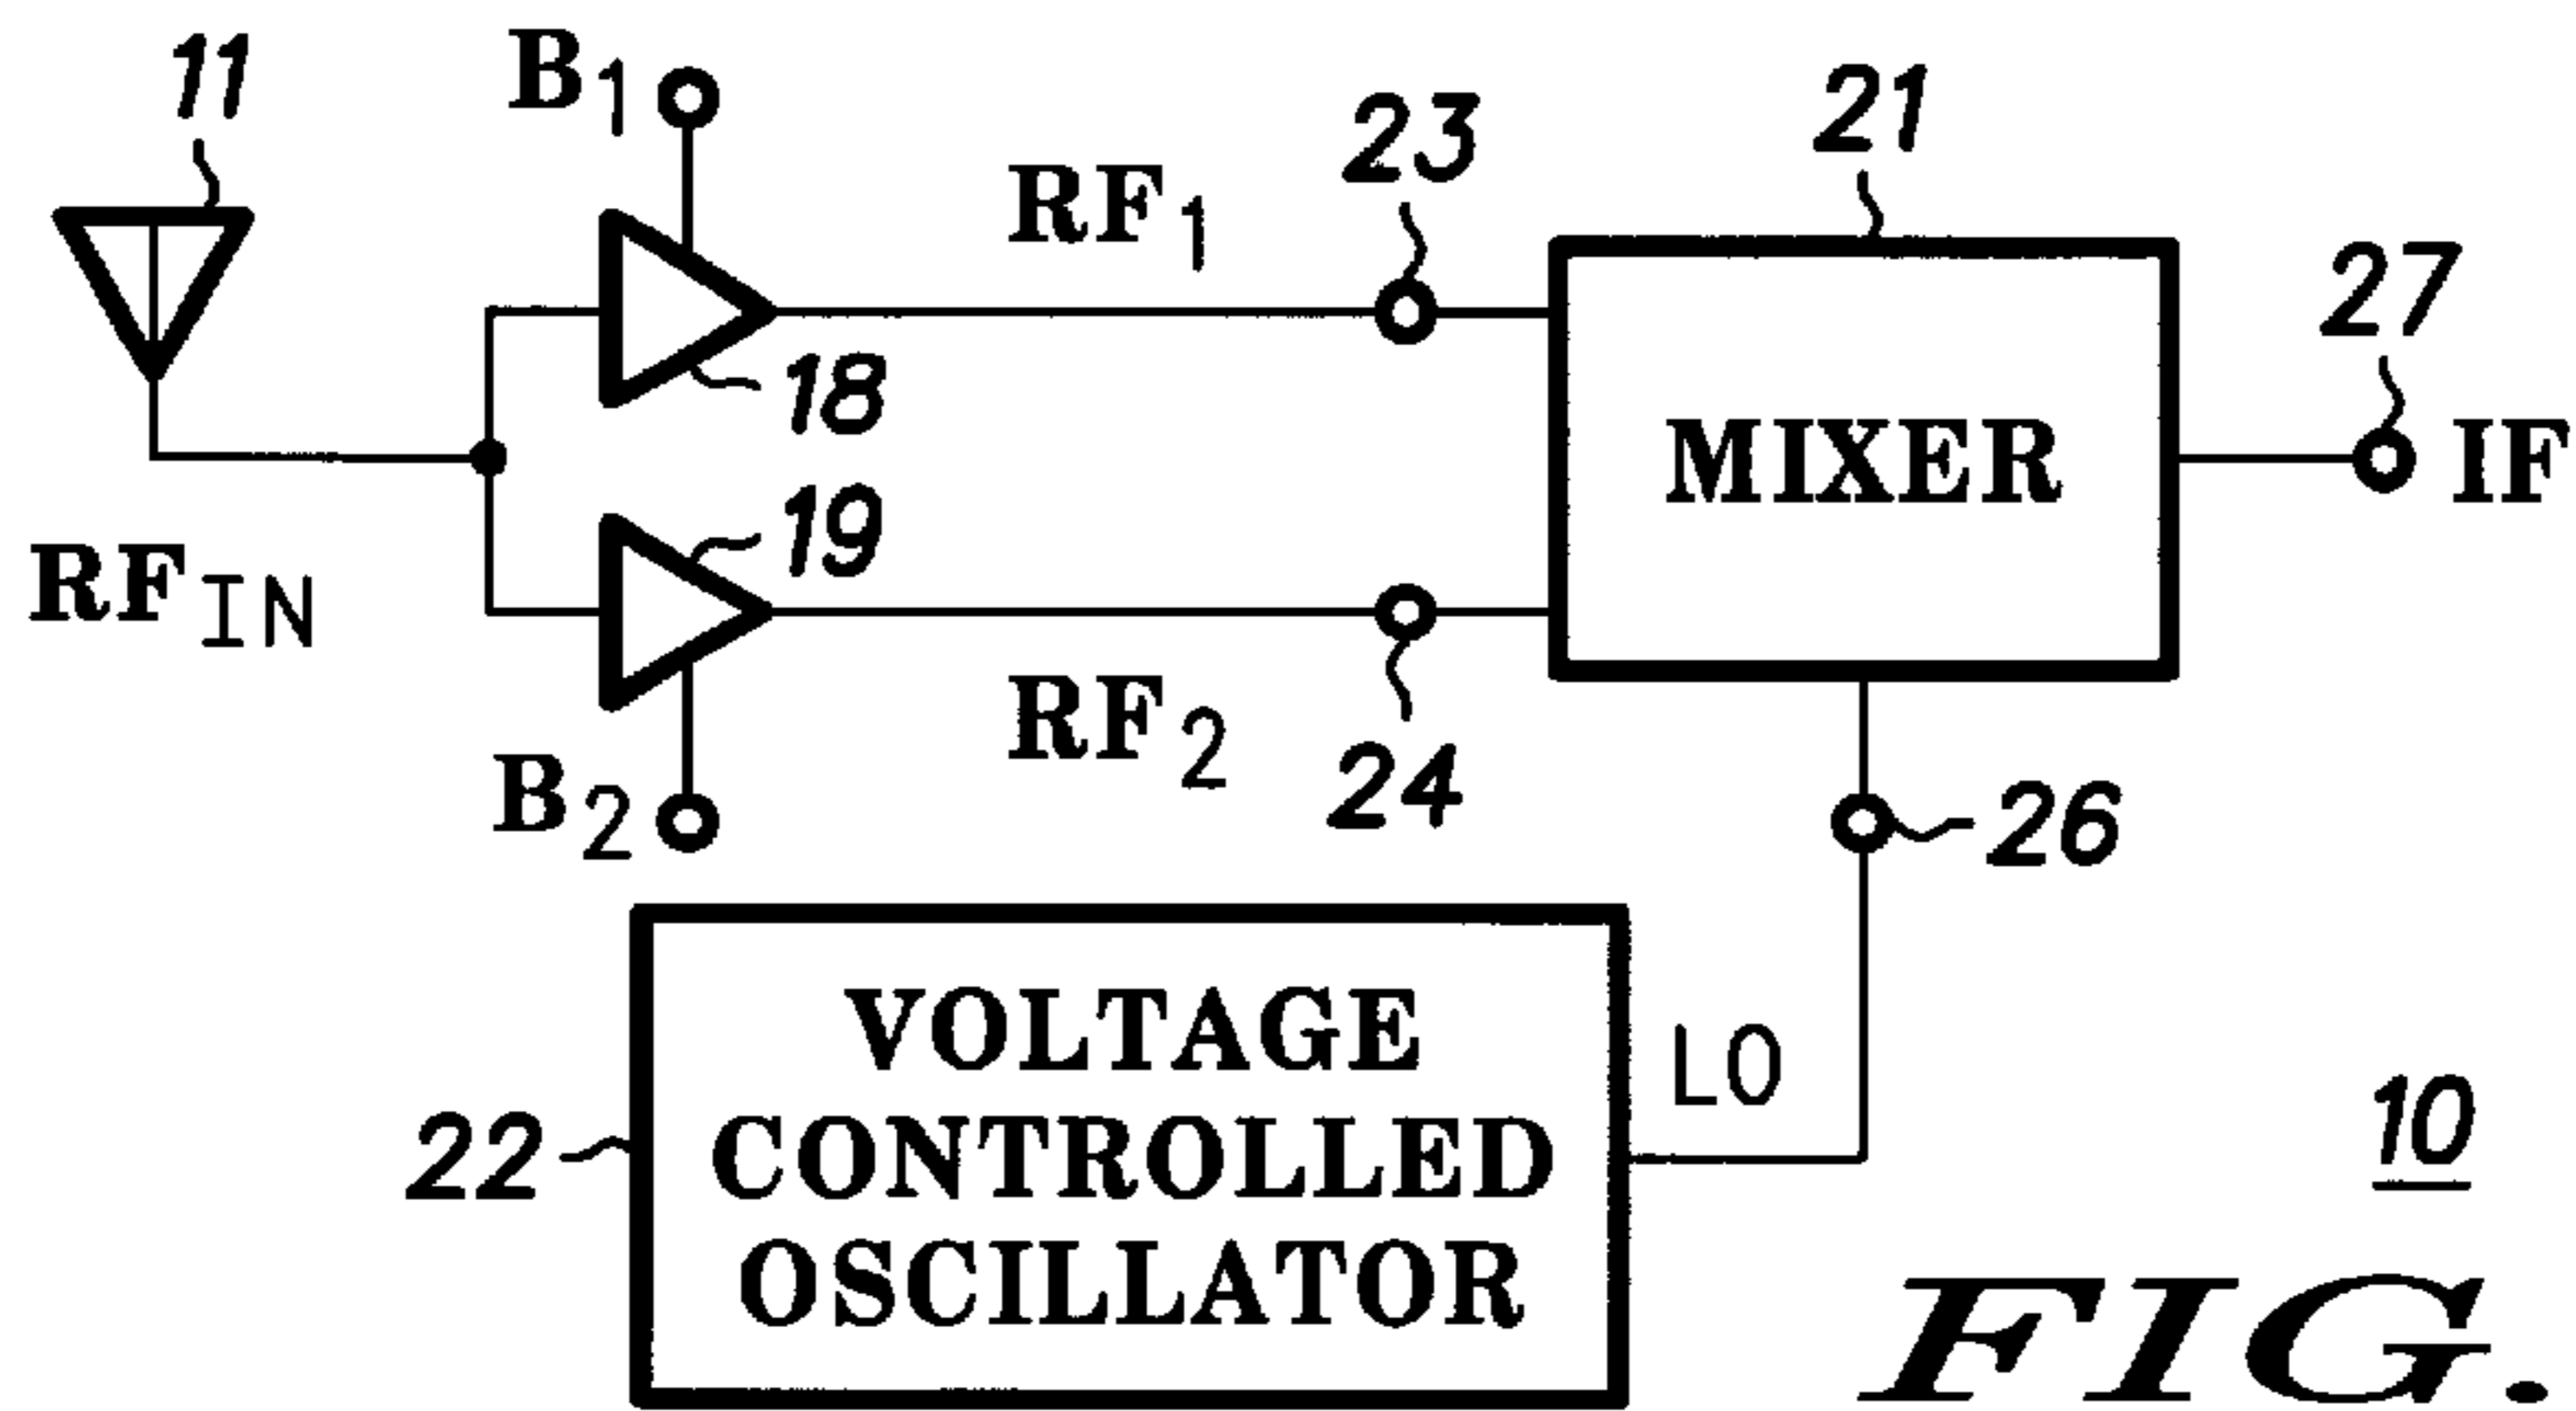 11
B1
RF1
23
21
27
18
MIXER
IF
19
RFIN
RF2
24
B2
26
VOLTAGE
CONTROLLED
OSCILLATOR
22
LO
10
FIG.